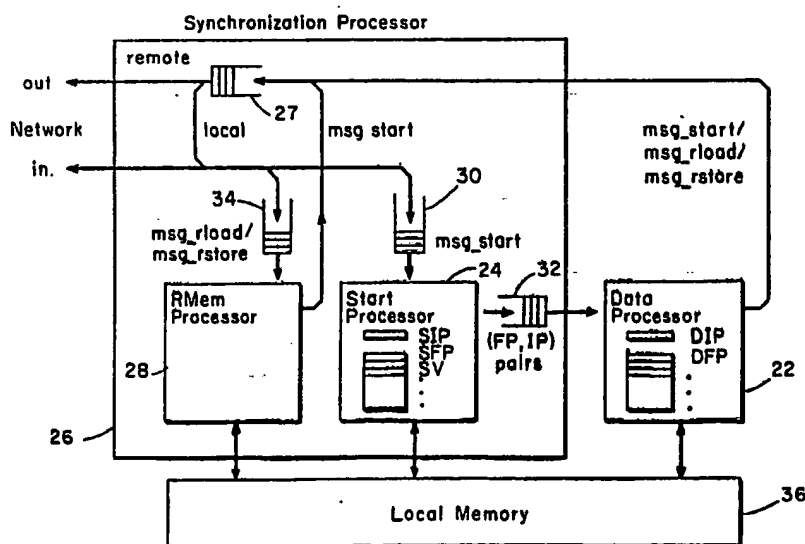 Synchronization Processor
remote
out
27
Network
local
msg start
msg_start/
msg_rload/
msg_rstore
in.
34
30
msg_rload/
msg_rstore
msg_start
24
32
RMem
Processor
Start
Processor
Data
Processor
SIP
SFP
SV
(FP, IP)
pairs
DIP
DFP
28
22
26
Local Memory
36